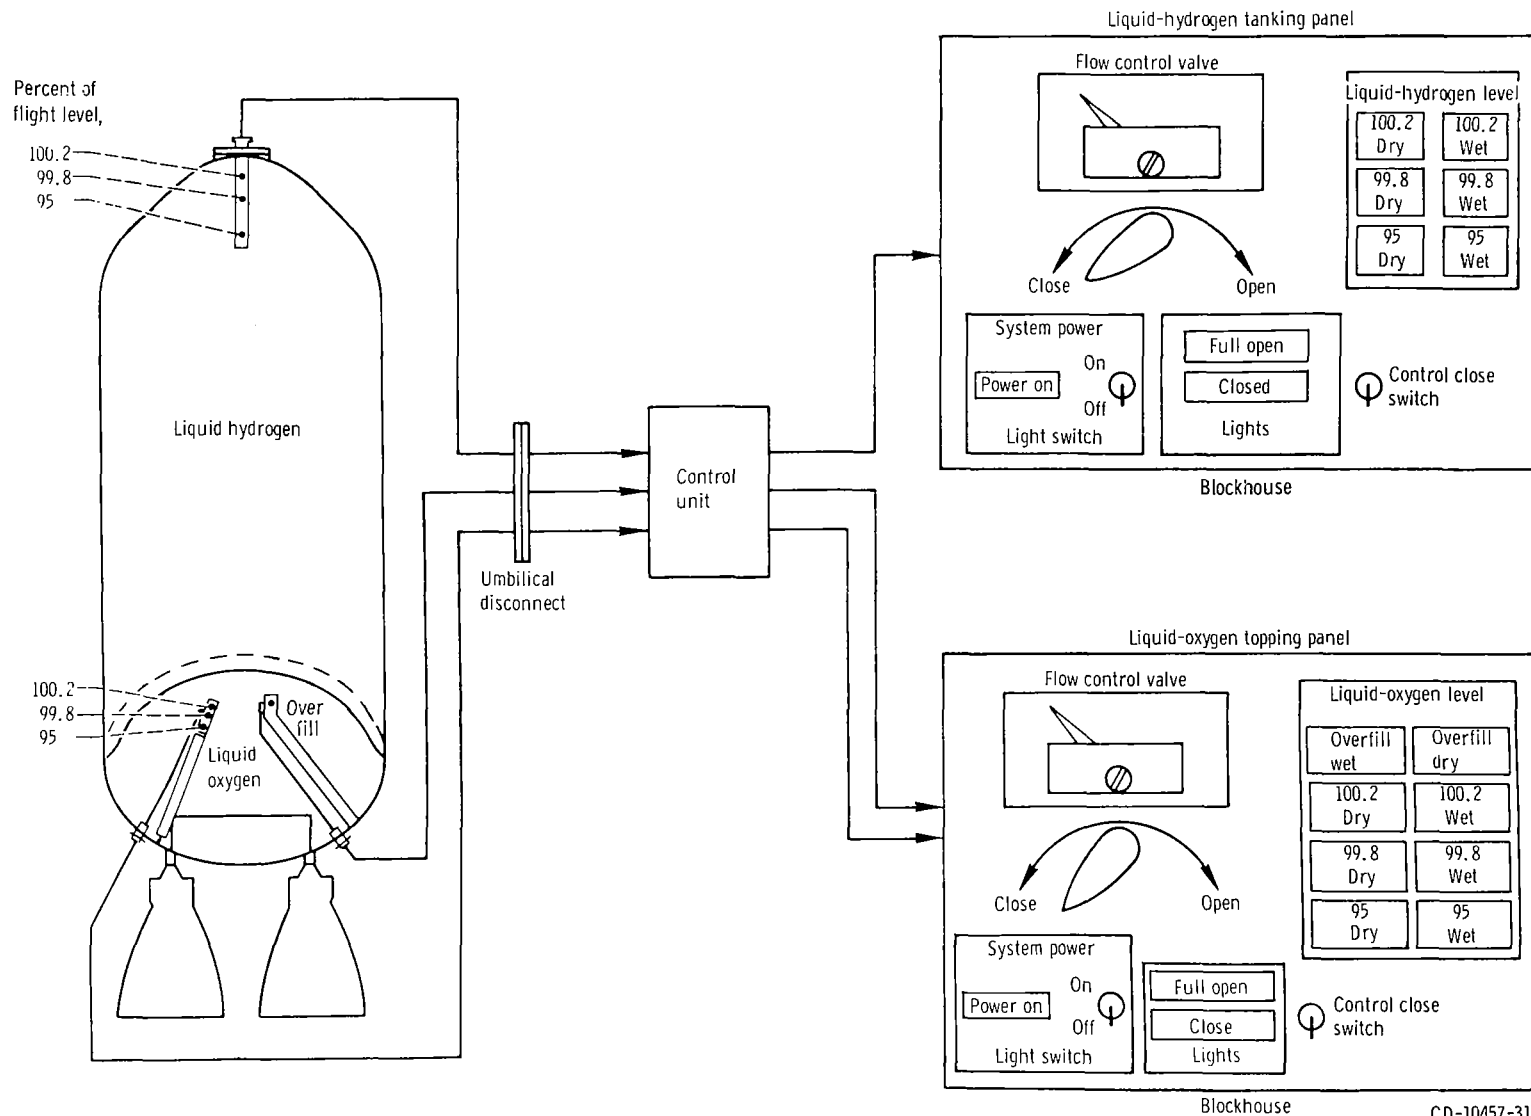 Percent of
flight level,
100.2
99.8
95
Liquid hydrogen
100.2
99.8
95
Over
fill
Liquid
oxygen
Umbilical
disconnect
Control
unit
Liquid-hydrogen tanking panel
Flow control valve
Close
Open
Liquid-hydrogen level
100.2
Dry
100.2
Wet
99.8
Dry
99.8
Wet
95
Dry
95
Wet
System power
On
Power on
Off
Light switch
Full open
Closed
Lights
Control close
switch
Blockhouse
Liquid-oxygen topping panel
Flow control valve
Close
Open
Liquid-oxygen level
Overfill
wet
Overfill
dry
100.2
Dry
100.2
Wet
99.8
Dry
99.8
Wet
95
Dry
95
Wet
System power
On
Power on
Off
Light switch
Full open
Close
Lights
Control close
switch
Blockhouse
CD-10457-31